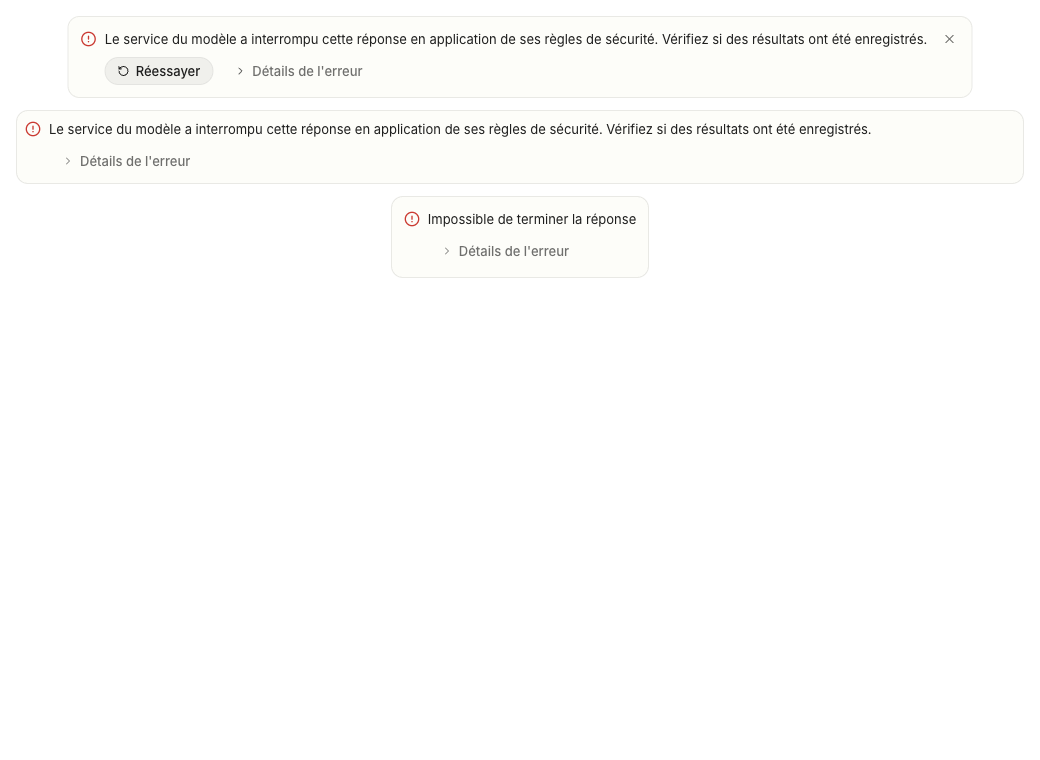 Le service du modèle a interrompu cette réponse en application de ses règles de sécurité. Vérifiez si des résultats ont été enregistrés.
Réessayer Détails de l'erreur
Le service du modèle a interrompu cette réponse en application de ses règles de sécurité. Vérifiez si des résultats ont été enregistrés.
Détails de l'erreur
Impossible de terminer la réponse
Détails de l'erreur